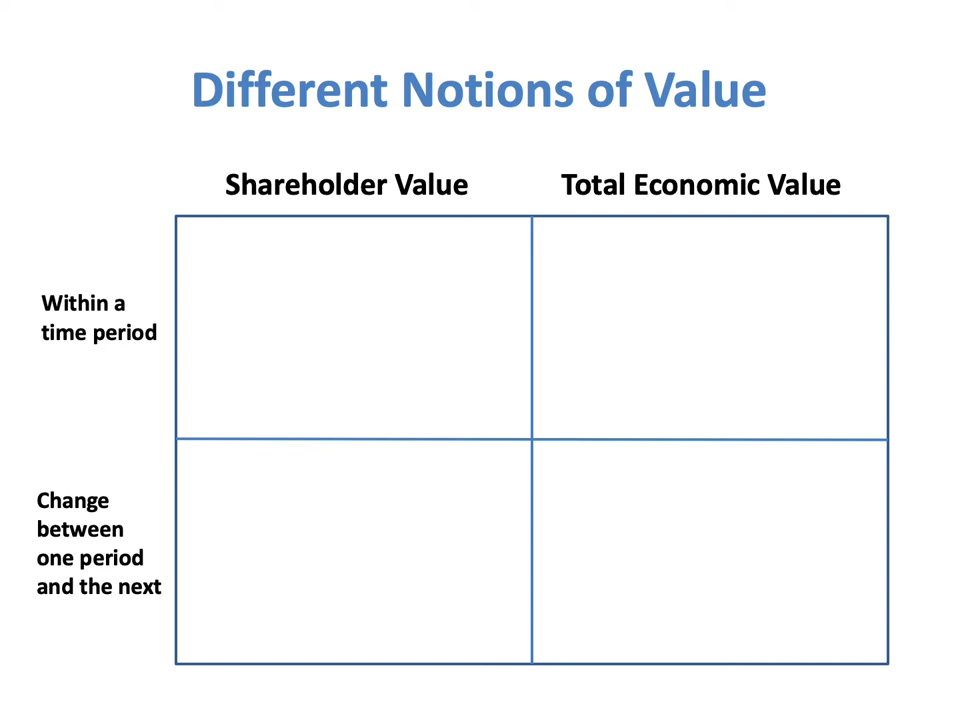 Different Notions of Value
Shareholder Value
Total Economic Value
Within a
time period
Change
between
one period
and the next